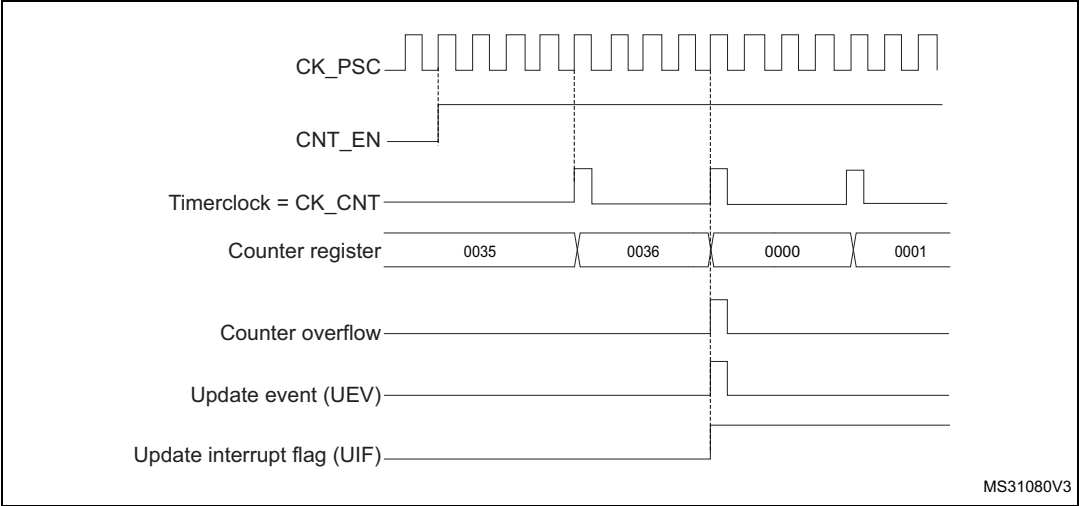 CK_PSC
CNT_EN
Timerclock = CK_CNT
Counter register
0035 0036 0000 0001
Counter overflow
Update event (UEV)
Update interrupt flag (UIF)
MS31080V3